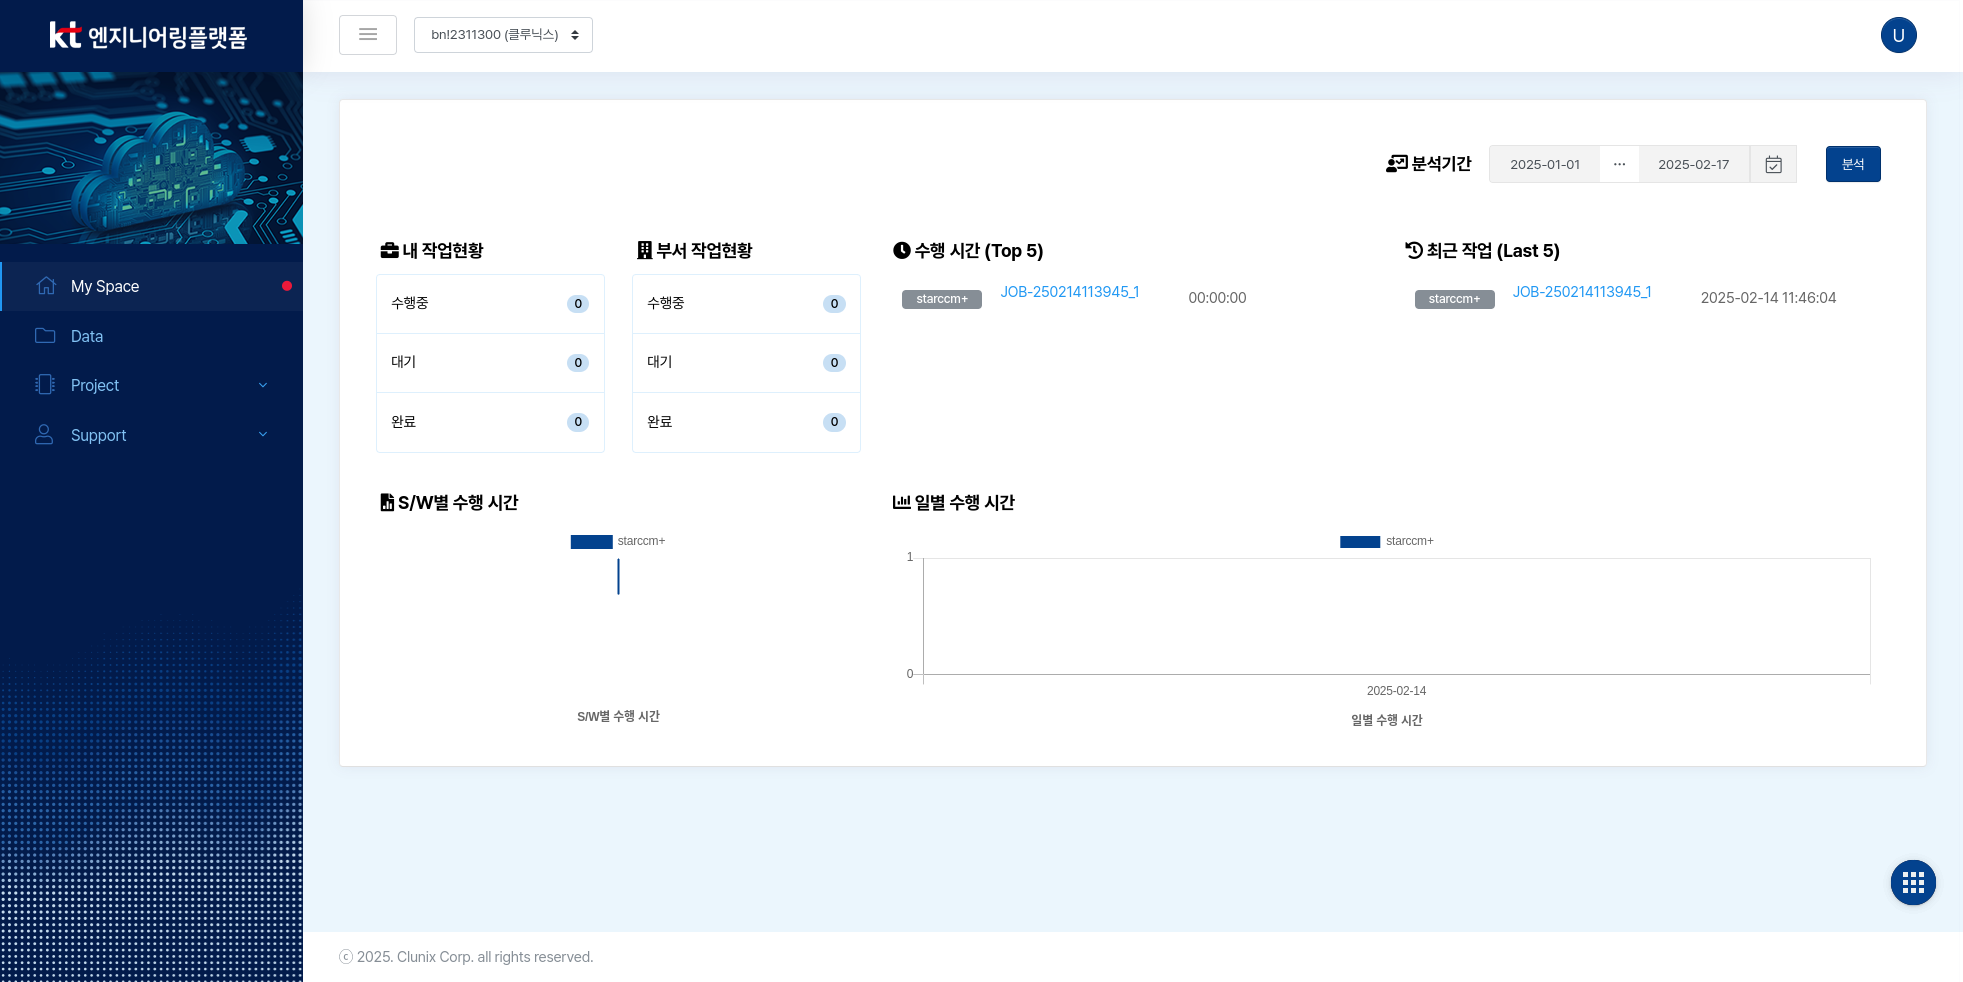 kt 엔지니어링플랫폼
bn!2311300 (클루닉스)
U
My Space
Data
Project
Support
분석기간
2025-01-01 ··· 2025-02-17
분석
내 작업현황
수행중 0
대기 0
완료 0
부서 작업현황
수행중 0
대기 0
완료 0
수행 시간 (Top 5)
starccm+ JOB-250214113945_1 00:00:00
최근 작업 (Last 5)
starccm+ JOB-250214113945_1 2025-02-14 11:46:04
S/W별 수행 시간
starccm+
S/W별 수행 시간
일별 수행 시간
starccm+
1
0
2025-02-14
일별 수행 시간
ⓒ 2025. Clunix Corp. all rights reserved.